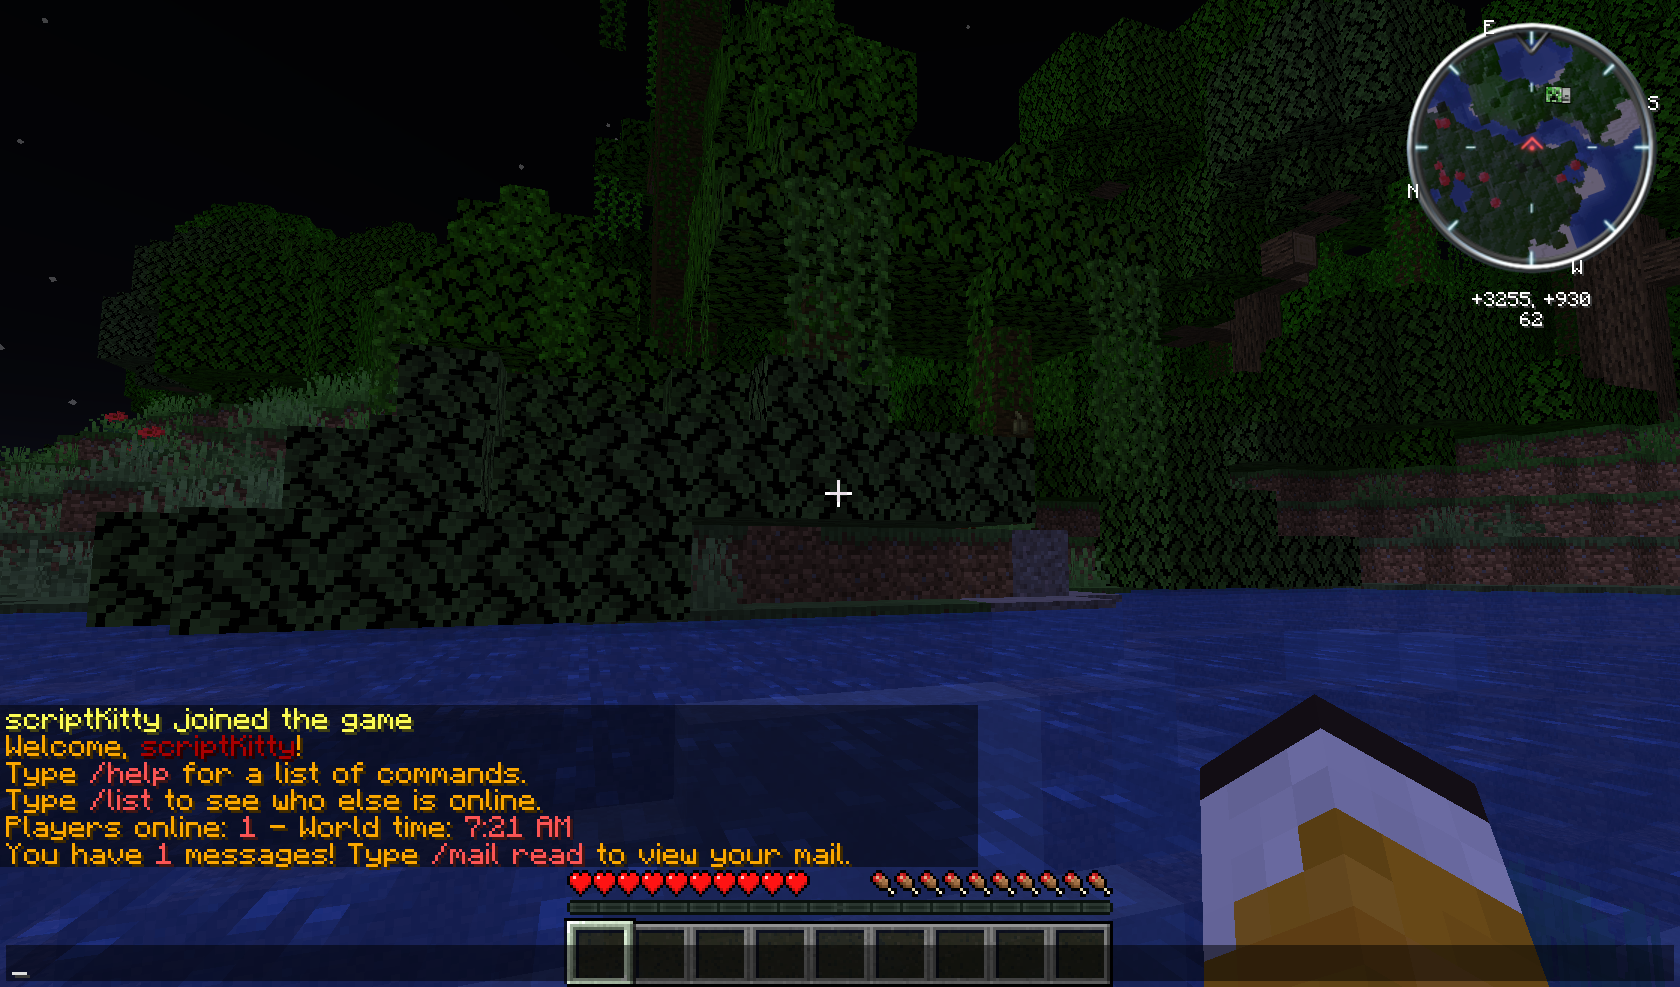 E
S
N
W
+3255, +930
62
scriptKitty joined the game
Welcome, scriptKitty!
Type /help for a list of commands.
Type /list to see who else is online.
Players online: 1 - World time: 7:21 AM
You have 1 messages! Type /mail read to view your mail.
_